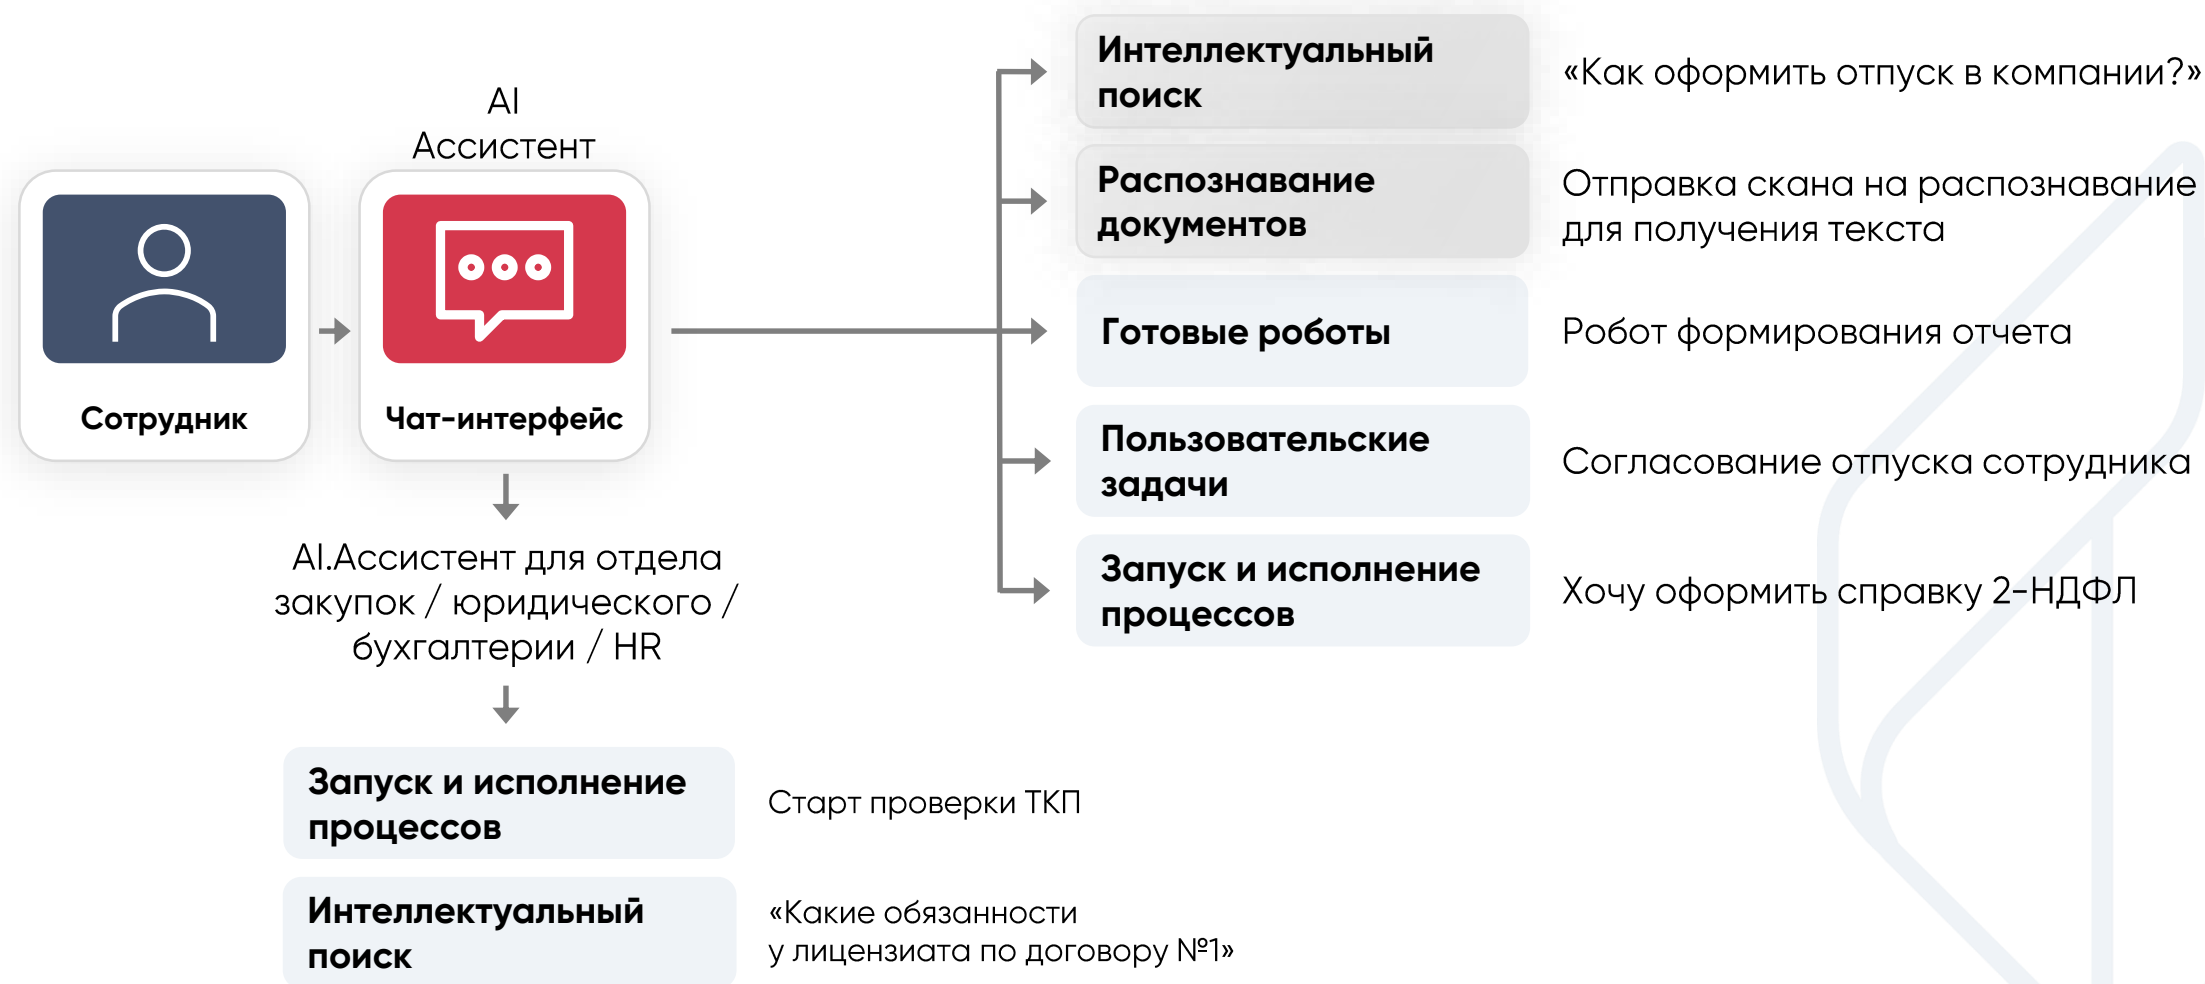 AI
Ассистент
Сотрудник
Чат-интерфейс
Интеллектуальный
поиск
«Как оформить отпуск в компании?»
Распознавание
документов
Отправка скана на распознавание
для получения текста
Готовые роботы
Робот формирования отчета
Пользовательские
задачи
Согласование отпуска сотрудника
Запуск и исполнение
процессов
Хочу оформить справку 2-НДФЛ
AI.Ассистент для отдела
закупок / юридического /
бухгалтерии / HR
Запуск и исполнение
процессов
Старт проверки ТКП
Интеллектуальный
поиск
«Какие обязанности
у лицензиата по договору №1»